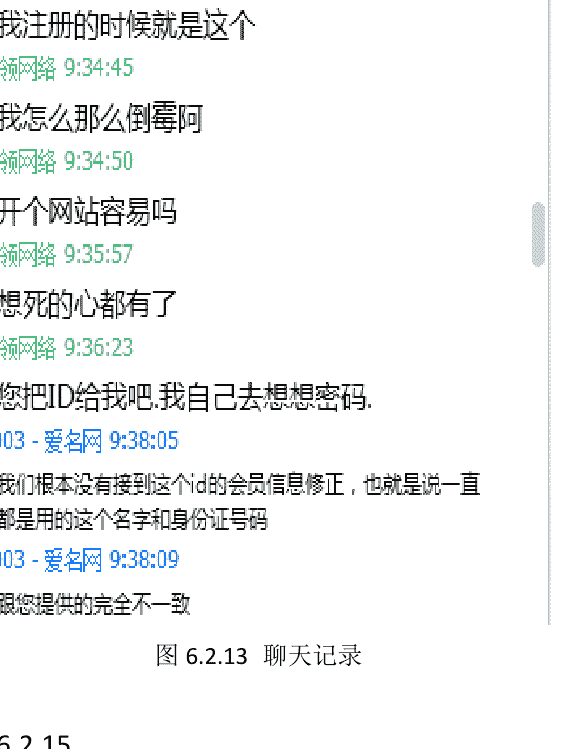 我注册的时候就是这个
领网络 9:34:45
我怎么那么倒霉阿
领网络 9:34:50
开个网站容易吗
领网络 9:35:57
想死的心都有了
领网络 9:36:23
您把ID给我吧.我自己去想想密码.
003 - 爱名网 9:38:05
我们根本没有接到这个id的会员信息修正，也就是说一直
都是用的这个名字和身份证号码
003 - 爱名网 9:38:09
跟您提供的完全不一致
图 6.2.13 聊天记录
6.2.15